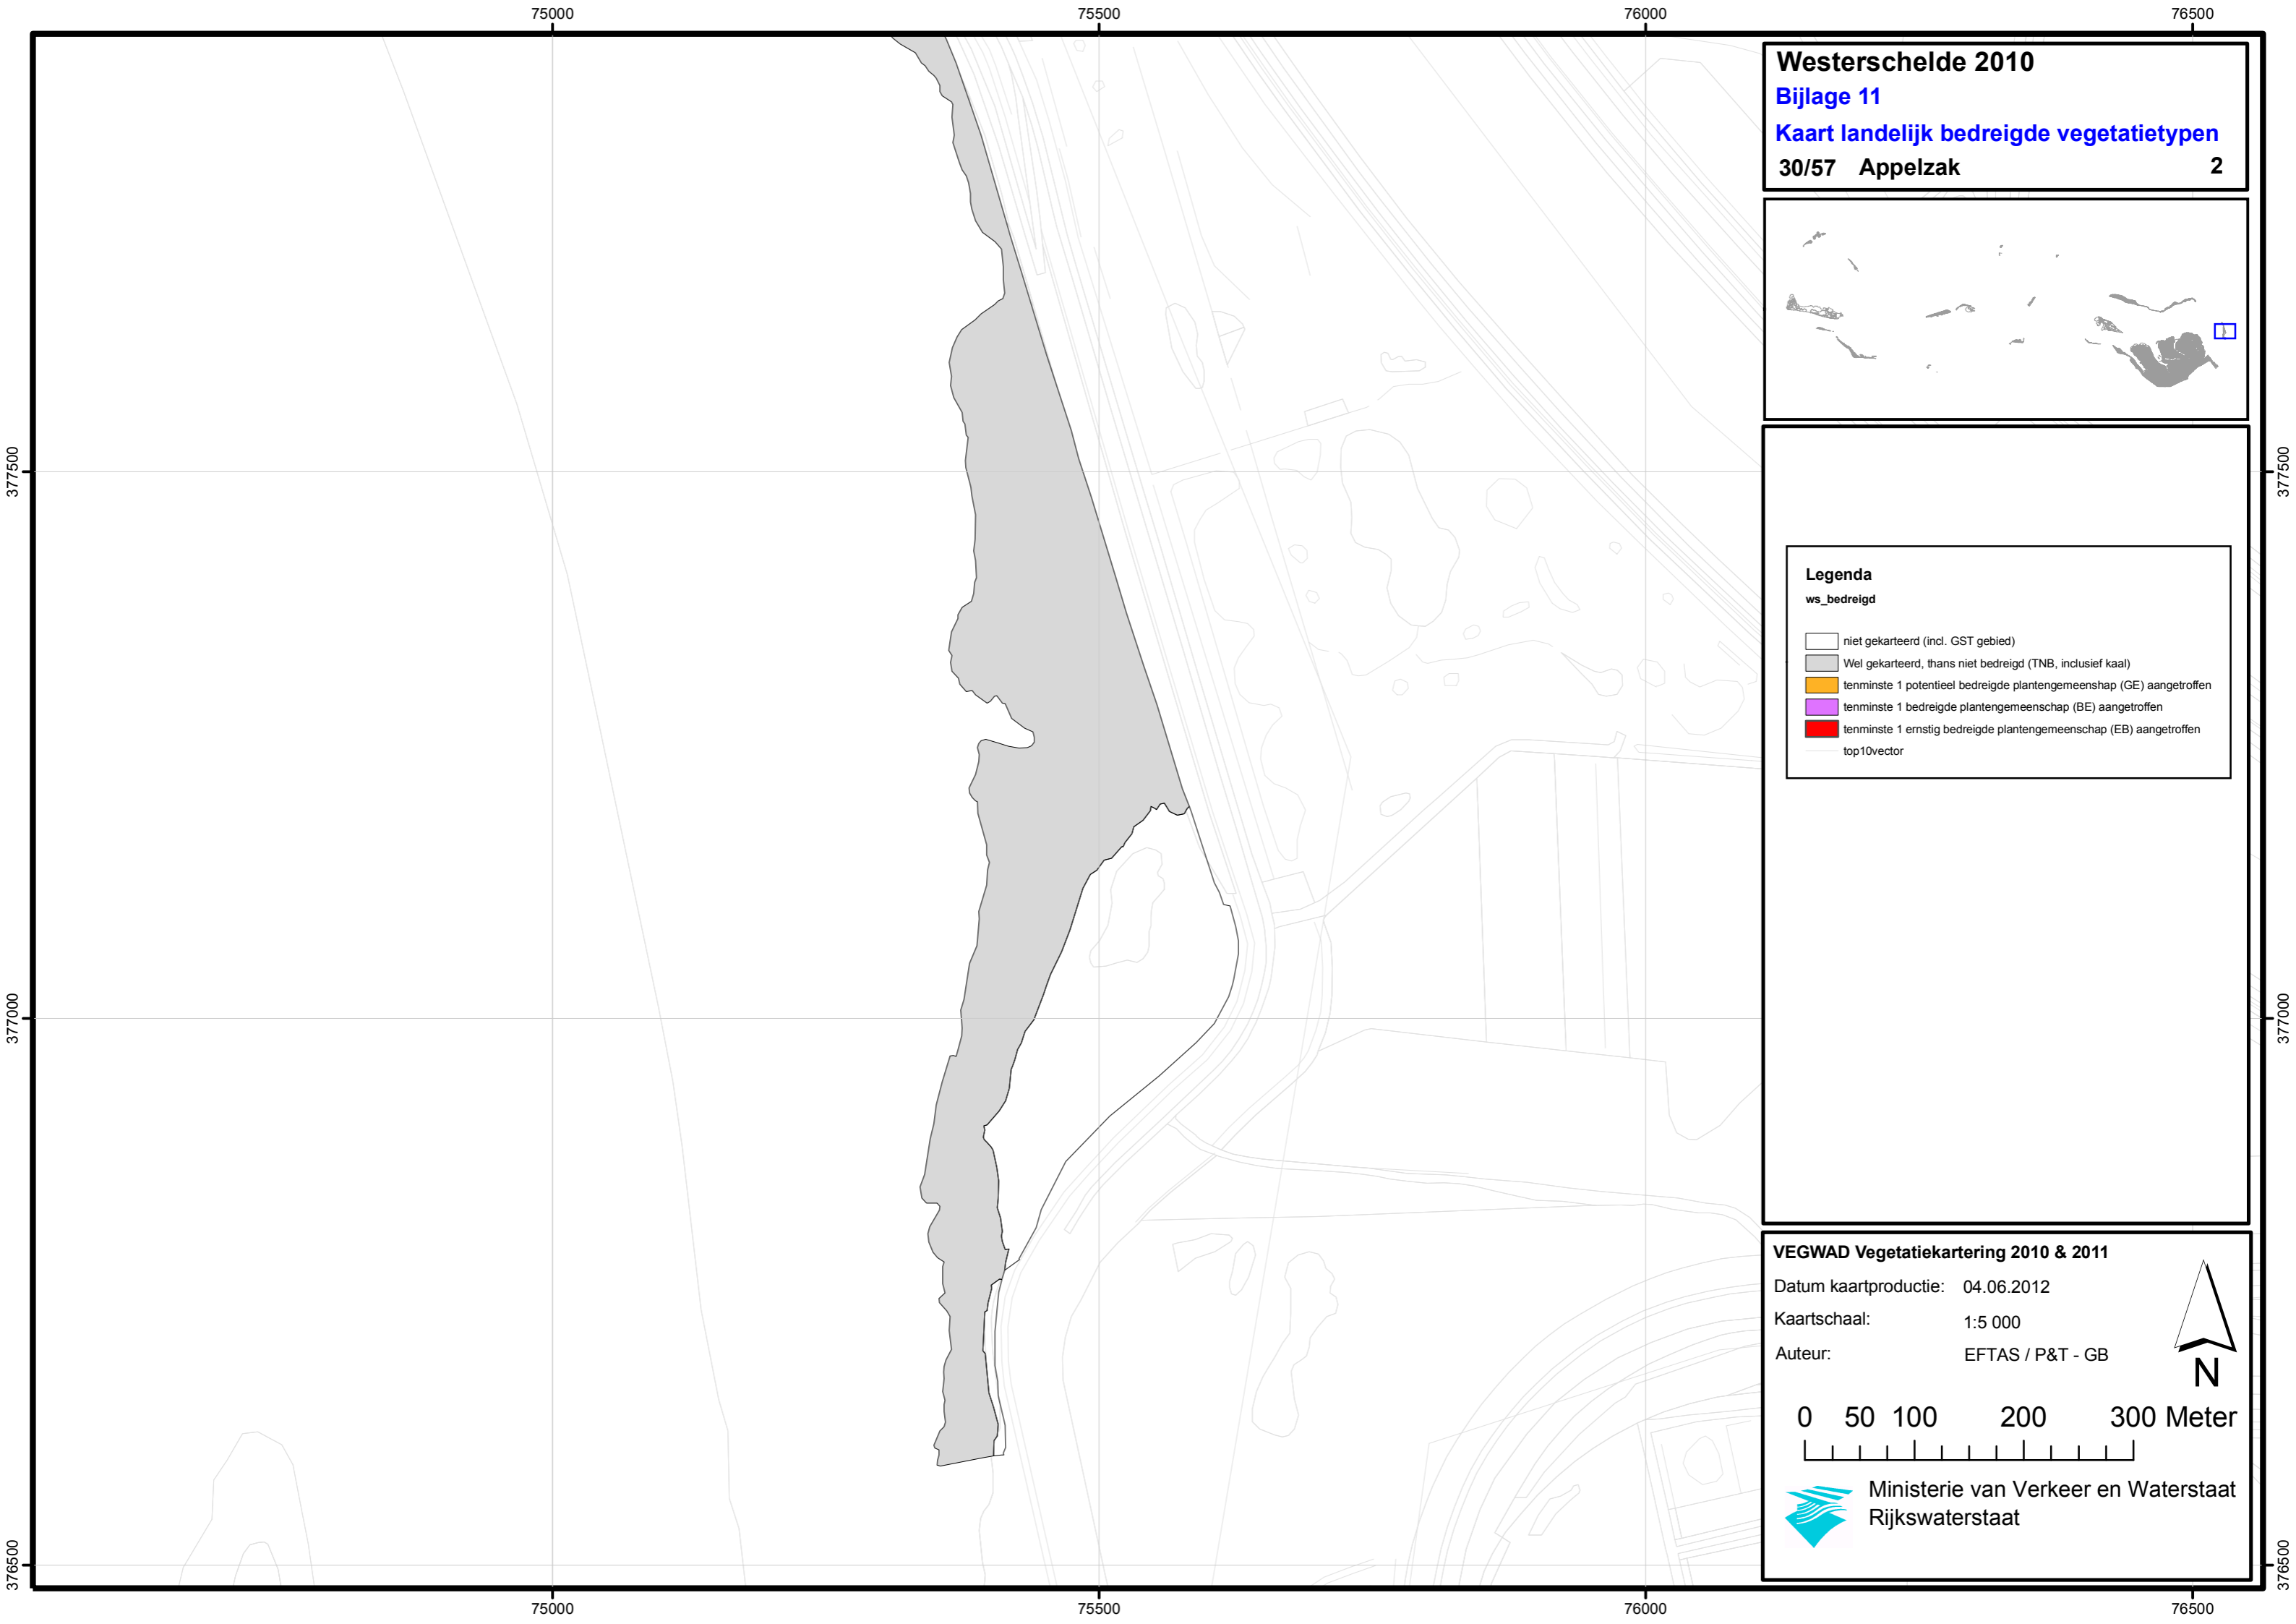 75000 75500 76000 76500
Westerschelde 2010
Bijlage 11
Kaart landelijk bedreigde vegetatietypen
30/57 Appelzak 2
377500 377500
Legenda
ws_bedreigd
niet gekarteerd (incl. GST gebied)
Wel gekarteerd, thans niet bedreigd (TNB, inclusief kaal)
tenminste 1 potentieel bedreigde plantengemeenshap (GE) aangetroffen
tenminste 1 bedreigde plantengemeenschap (BE) aangetroffen
tenminste 1 ernstig bedreigde plantengemeenschap (EB) aangetroffen
top10vector
377000 377000
VEGWAD Vegetatiekartering 2010 & 2011
Datum kaartproductie: 04.06.2012
Kaartschaal: 1:5 000
Auteur: EFTAS / P&T - GB
N
0 50 100 200 300 Meter
Ministerie van Verkeer en Waterstaat
Rijkswaterstaat
376500 376500
75000 75500 76000 76500